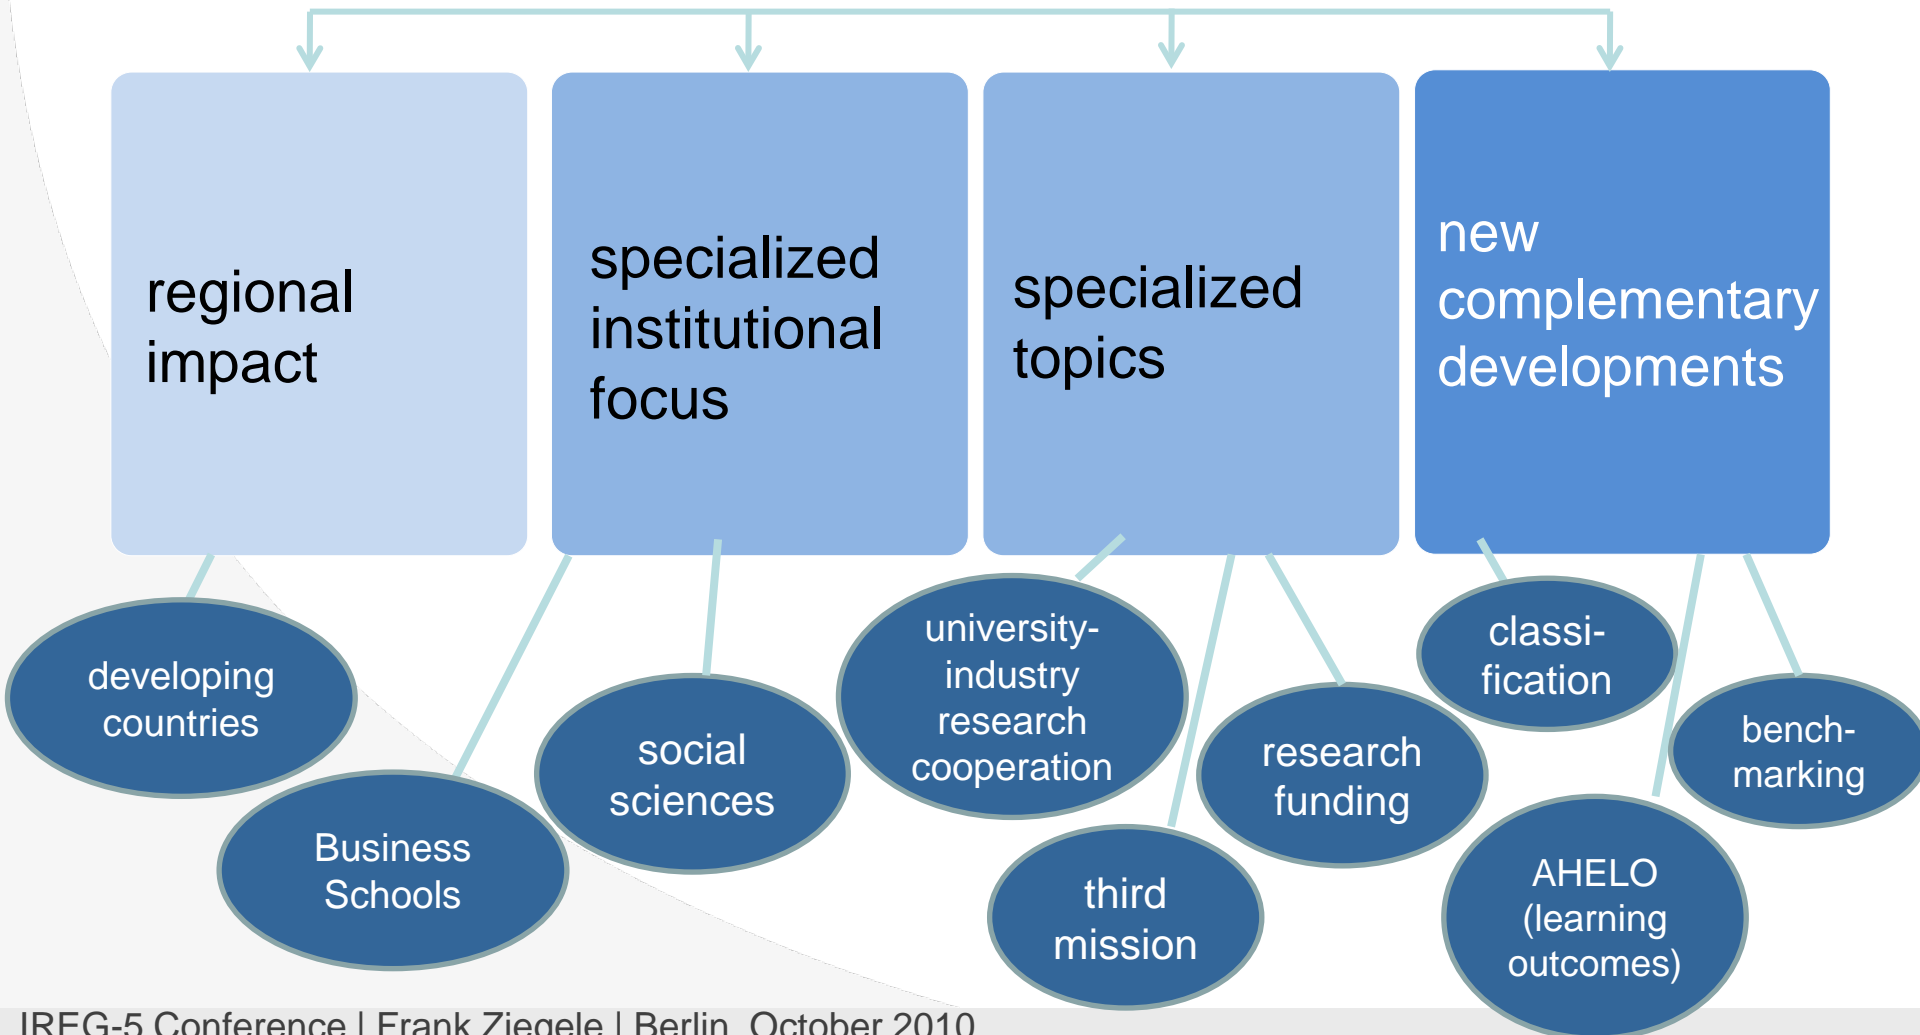 regional
impact
specialized
institutional
focus
specialized
topics
new
complementary
developments
developing
countries
Business
Schools
social
sciences
university-
industry
research
cooperation
third
mission
research
funding
classi-
fication
AHELO
(learning
outcomes)
bench-
marking
IREG-5 Conference | Frank Ziegele | Berlin, October 2010